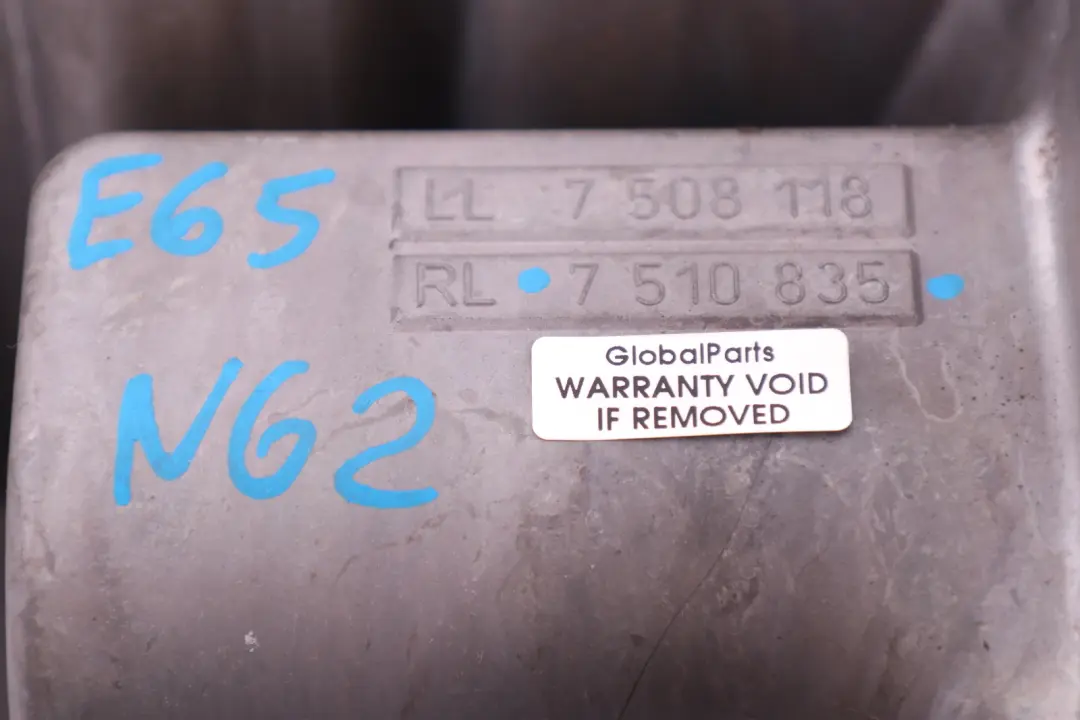 E65
LL 7 508 118
RL 7 510 835
GlobalParts
WARRANTY VOID
IF REMOVED
N62